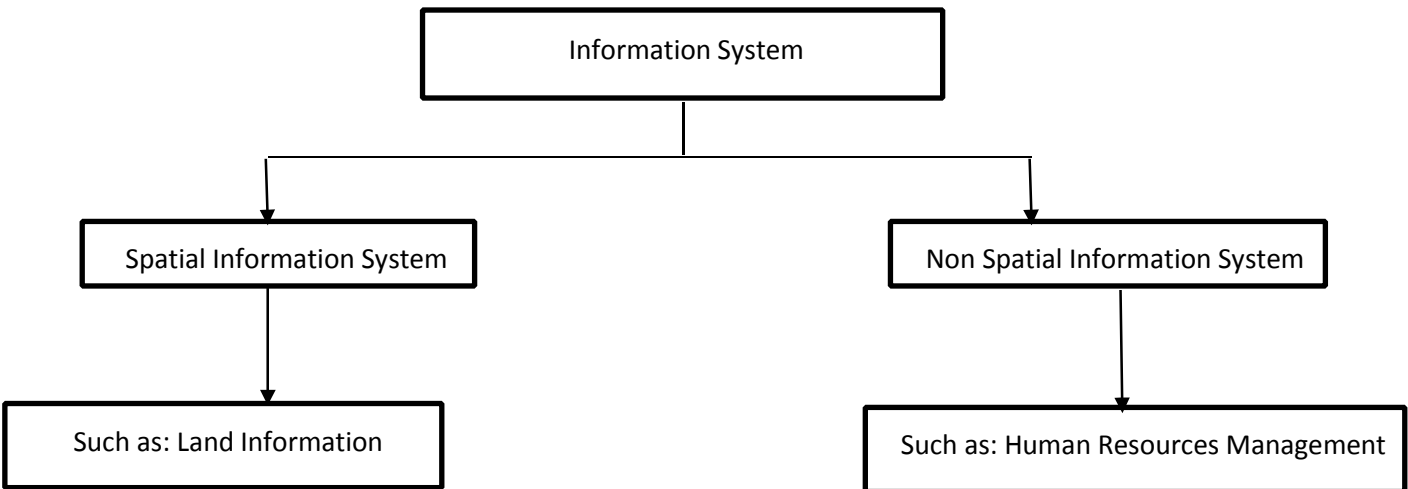 Information System
Spatial Information System
Non Spatial Information System
Such as: Land Information
Such as: Human Resources Management